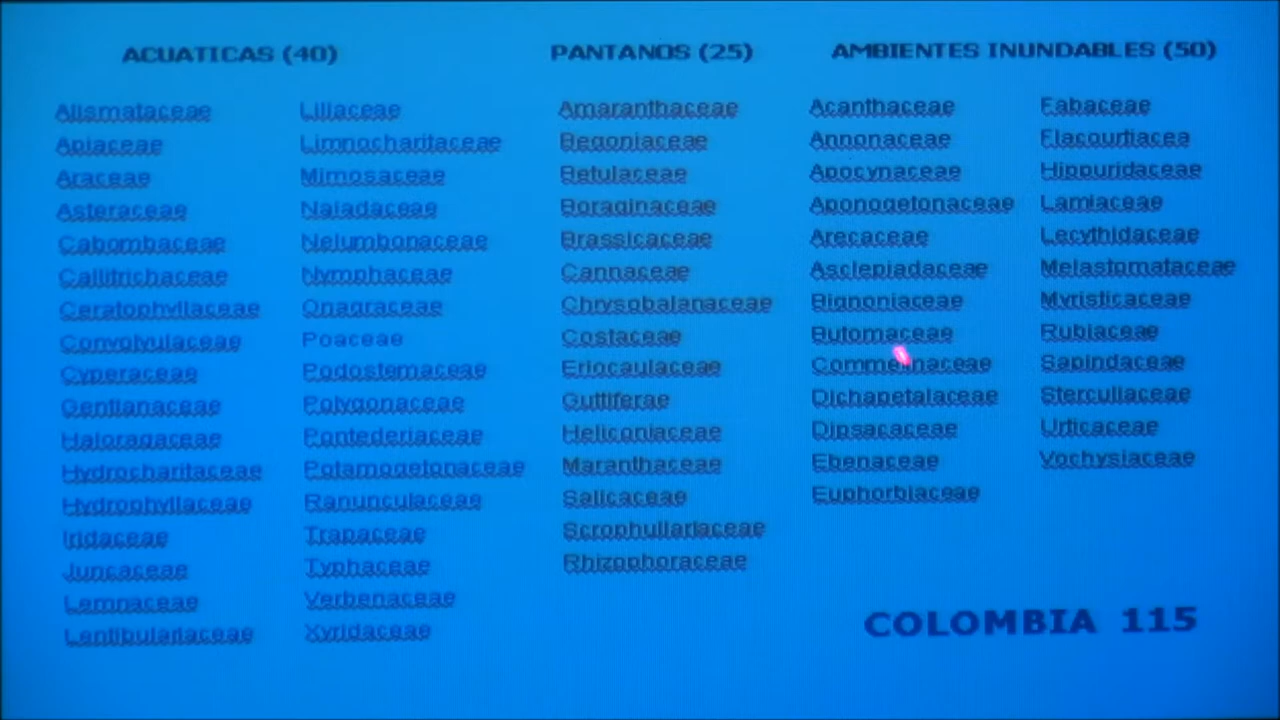 ACUATICAS (40)
Alismataceae
Apiaceae
Araceae
Asteraceae
Cabombaceae
Callitrichaceae
Ceratophyllaceae
Convolvulaceae
Cyperaceae
Gentianaceae
Haloragaceae
Hydrocharitaceae
Hydrophyllaceae
Iridaceae
Juncaceae
Lemnaceae
Lentibulariaceae
Liliaceae
Limnocharitaceae
Mimosaceae
Naiadaceae
Nelumbonaceae
Nymphaceae
Onagraceae
Poaceae
Podostemaceae
Polygonaceae
Pontederiaceae
Potamogetonaceae
Ranunculaceae
Trapaceae
Typhaceae
Verbenaceae
Xyridaceae
PANTANOS (25)
Amaranthaceae
Begoniaceae
Betulaceae
Boraginaceae
Brassicaceae
Cannaceae
Chrysobalanaceae
Costaceae
Eriocaulaceae
Guttiferae
Heliconiaceae
Maranthaceae
Salicaceae
Scrophullariaceae
Rhizophoraceae
AMBIENTES INUNDABLES (50)
Acanthaceae
Annonaceae
Apocynaceae
Aponogetonaceae
Arecaceae
Asclepiadaceae
Bignoniaceae
Butomaceae
Commelinaceae
Dichapetalaceae
Dipsacaceae
Ebenaceae
Euphorbiaceae
Fabaceae
Flacourtiacea
Hippuridaceae
Lamiaceae
Lecythidaceae
Melastomataceae
Myristicaceae
Rubiaceae
Sapindaceae
Sterculiaceae
Urticaceae
Vochysiaceae
COLOMBIA 115